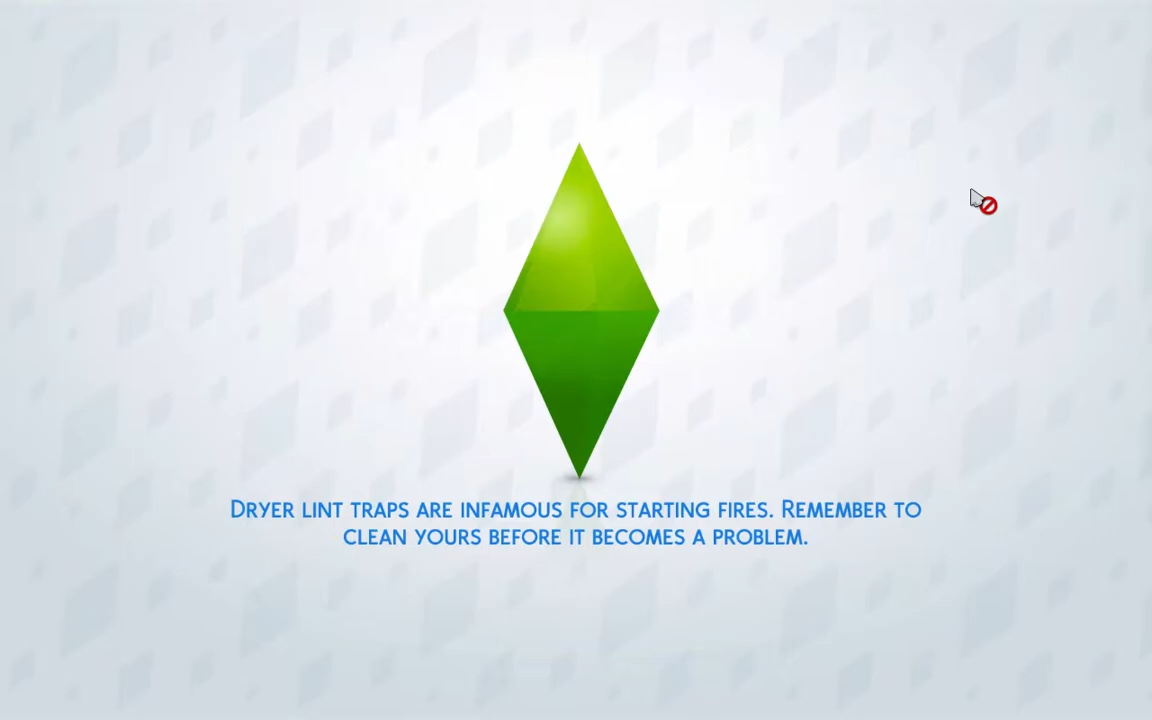 Dryer lint traps are infamous for starting fires. Remember to
clean yours before it becomes a problem.